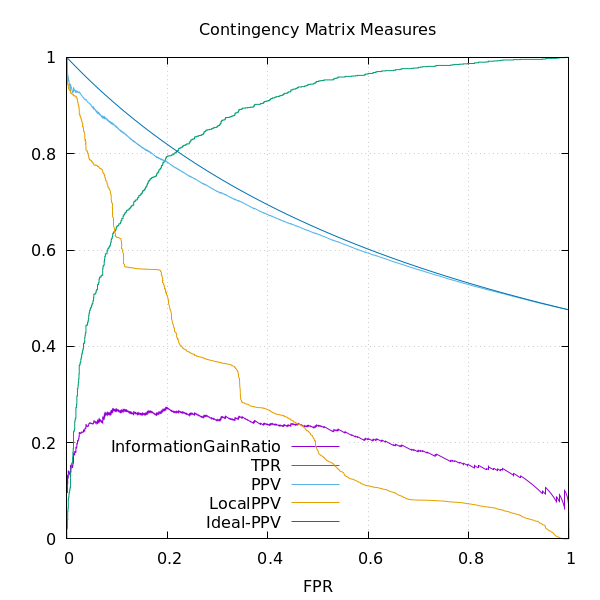 Contingency Matrix Measures
1
0.8
0.6
0.4
0.2
0
InformationGainRatio
TPR
PPV
LocalPPV
Ideal-PPV
0 0.2 0.4 0.6 0.8 1
FPR